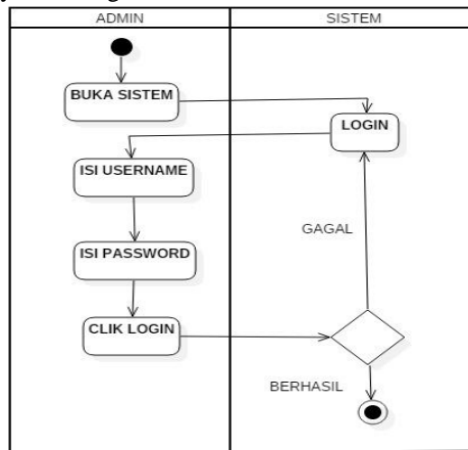 ADMIN
SISTEM
BUKA SISTEM
LOGIN
ISI USERNAME
GAGAL
ISI PASSWORD
CLIK LOGIN
BERHASIL